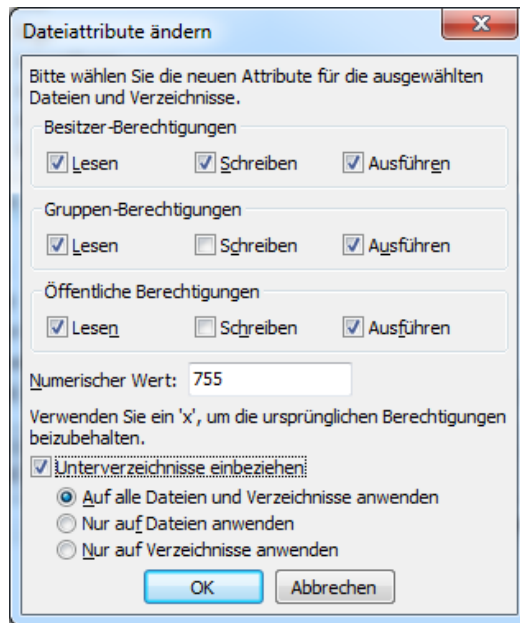 Dateiattribute ändern
Bitte wählen Sie die neuen Attribute für die ausgewählten
Dateien und Verzeichnisse.
Besitzer-Berechtigungen
Lesen Schreiben Ausführen
Gruppen-Berechtigungen
Lesen Schreiben Ausführen
Öffentliche Berechtigungen
Lesen Schreiben Ausführen
Numerischer Wert: 755
Verwenden Sie ein 'x', um die ursprünglichen Berechtigungen
beizubehalten.
Unterverzeichnisse einbeziehen
Auf alle Dateien und Verzeichnisse anwenden
Nur auf Dateien anwenden
Nur auf Verzeichnisse anwenden
OK Abbrechen